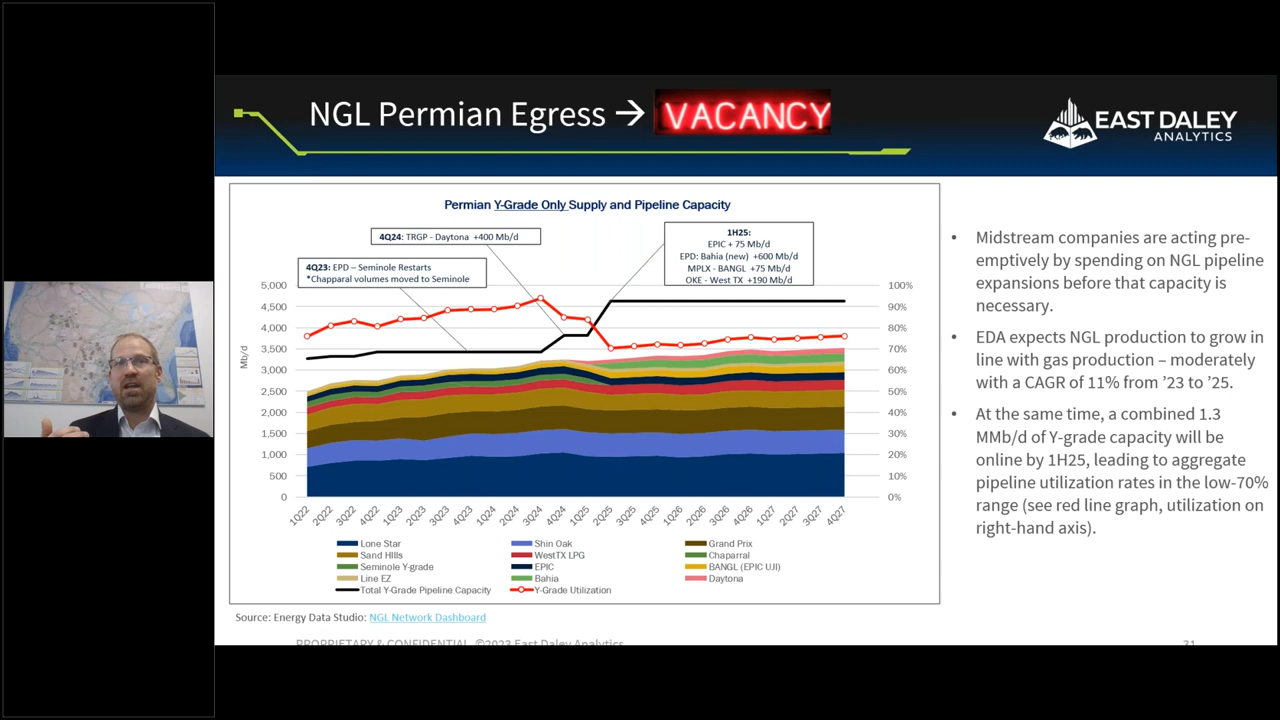 NGL Permian Egress → VACANCY
EAST DALEY
ANALYTICS
Permian Y-Grade Only Supply and Pipeline Capacity
4Q24: TRGP - Daytona +400 Mb/d
1H25:
EPIC + 75 Mb/d
EPD: Bahia (new) +600 Mb/d
MPLX - BANGL +75 Mb/d
OKE - West TX +190 Mb/d
4Q23: EPD – Seminole Restarts
*Chapparal volumes moved to Seminole
Mb/d
5,000
4,500
4,000
3,500
3,000
2,500
2,000
1,500
1,000
500
0
100%
90%
80%
70%
60%
50%
40%
30%
20%
10%
0%
1Q22 2Q22 3Q22 4Q22 1Q23 2Q23 3Q23 4Q23 1Q24 2Q24 3Q24 4Q24 1Q25 2Q25 3Q25 4Q25 1Q26 2Q26 3Q26 4Q26 1Q27 2Q27 3Q27 4Q27
Lone Star Shin Oak Grand Prix
Sand HIlls WestTX LPG Chaparral
Seminole Y-grade EPIC BANGL (EPIC UJI)
Line EZ Bahia Daytona
Total Y-Grade Pipeline Capacity Y-Grade Utilization
• Midstream companies are acting pre-
emptively by spending on NGL pipeline
expansions before that capacity is
necessary.
• EDA expects NGL production to grow in
line with gas production – moderately
with a CAGR of 11% from ’23 to ’25.
• At the same time, a combined 1.3
MMb/d of Y-grade capacity will be
online by 1H25, leading to aggregate
pipeline utilization rates in the low-70%
range (see red line graph, utilization on
right-hand axis).
Source: Energy Data Studio: NGL Network Dashboard
PROPRIETARY & CONFIDENTIAL ©2023 East Daley Analytics
31